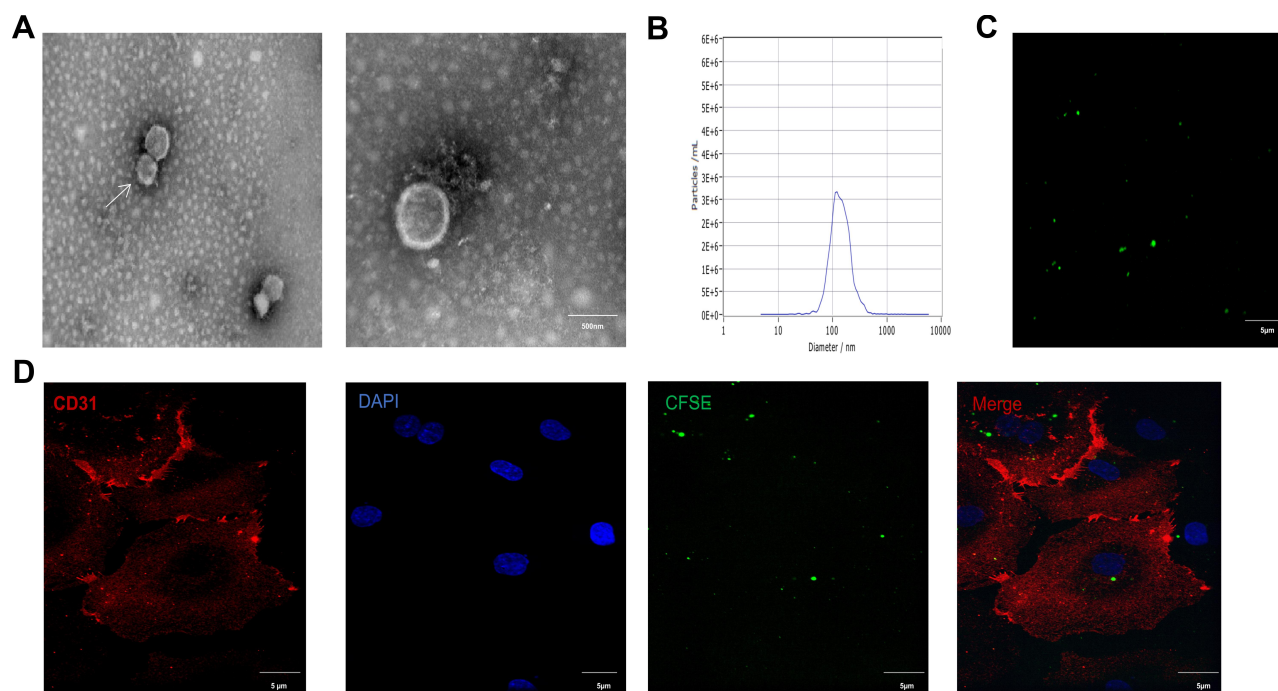 A
B
C
500nm
6E+6
6E+6
5E+6
5E+6
4E+6
4E+6
3E+6
3E+6
2E+6
2E+6
1E+6
1E+6
5E+5
0E+0
Particles /mL
1
10
100
1000
10000
Diameter / nm
5μm
D
CD31
5 μm
DAPI
5μm
CFSE
5μm
Merge
5μm